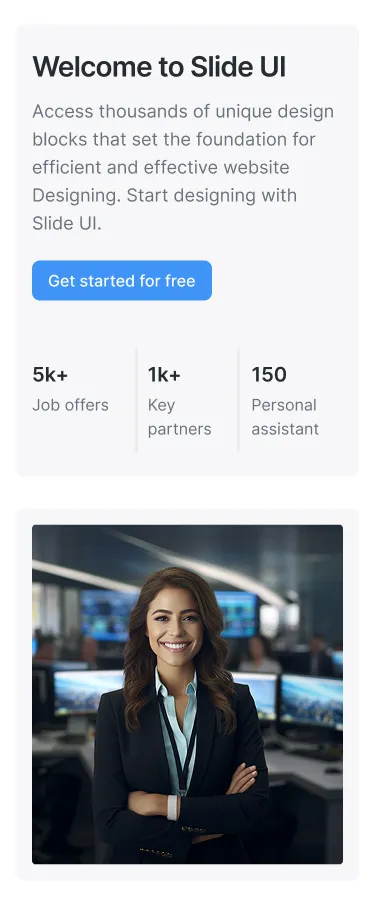 Welcome to Slide UI
Access thousands of unique design
blocks that set the foundation for
efficient and effective website
Designing. Start designing with
Slide UI.
Get started for free
5k+
Job offers
1k+
Key
partners
150
Personal
assistant